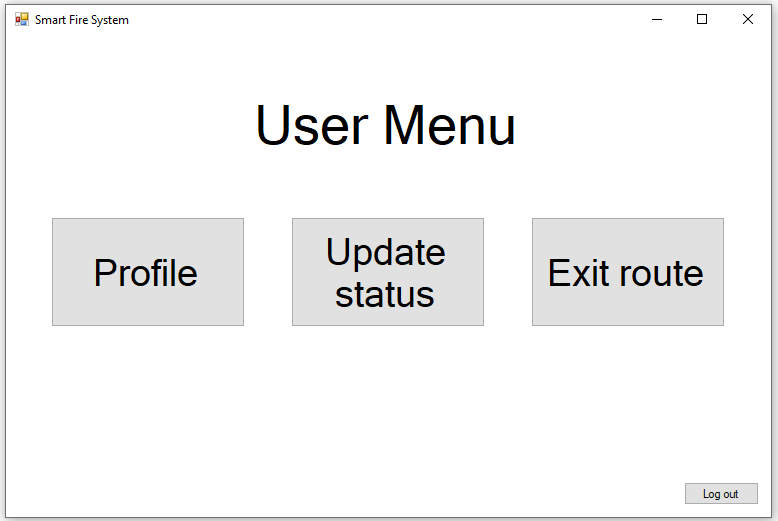 Smart Fire System
User Menu
Profile
Update
status
Exit route
Log out